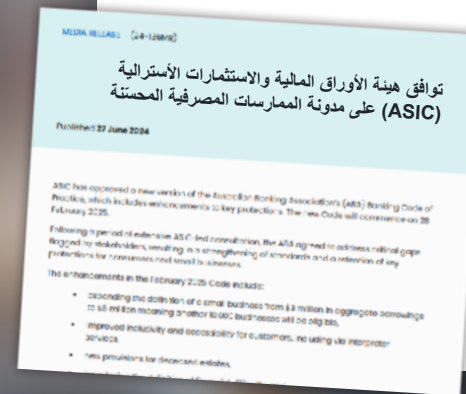 MEDIA RELEASE (24-138MR)
توافق هيئة الأوراق المالية والاستثمارات الأسترالية
(ASIC) على مدونة الممارسات المصرفية المحسّنة
Published 27 June 2024
ASIC has approved a new version of the Australian Banking Association's (ABA) Banking Code of
Practice, which includes enhancements to key protections. The new Code will commence on 28
February 2025.
Following a period of extensive ASIC-led consultation, the ABA agreed to address critical gaps
flagged by stakeholders, resulting in a strengthening of standards and a retention of key
protections for consumers and small businesses.
The enhancements in the February 2025 Code include:
• expanding the definition of a small business from $3 million in aggregate borrowings
to $5 million meaning another 10,000 businesses will be eligible,
• improved inclusivity and accessibility for customers, including via interpreter
services
• new provisions for deceased estates,